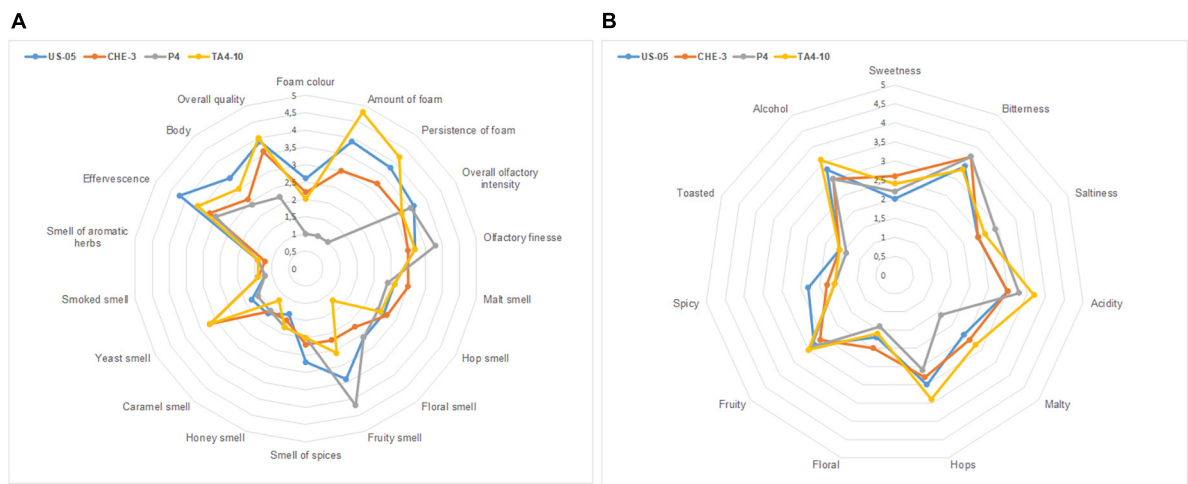 A
US-05 CHE-3 P4 TA4-10
Foam colour
Amount of foam
Persistence of foam
Overall olfactory
intensity
Olfactory finesse
Malt smell
Hop smell
Floral smell
Fruity smell
Smell of spices
Honey smell
Caramel smell
Yeast smell
Smoked smell
Smell of aromatic
herbs
Effervescence
Body
Overall quality
5
4,5
4
3,5
3
2,5
2
1,5
1
0,5
0
B
US-05 CHE-3 P4 TA4-10
Sweetness
Bitterness
Saltiness
Acidity
Malty
Hops
Floral
Fruity
Spicy
Toasted
Alcohol
5
4,5
4
3,5
3
2,5
2
1,5
1
0,5
0